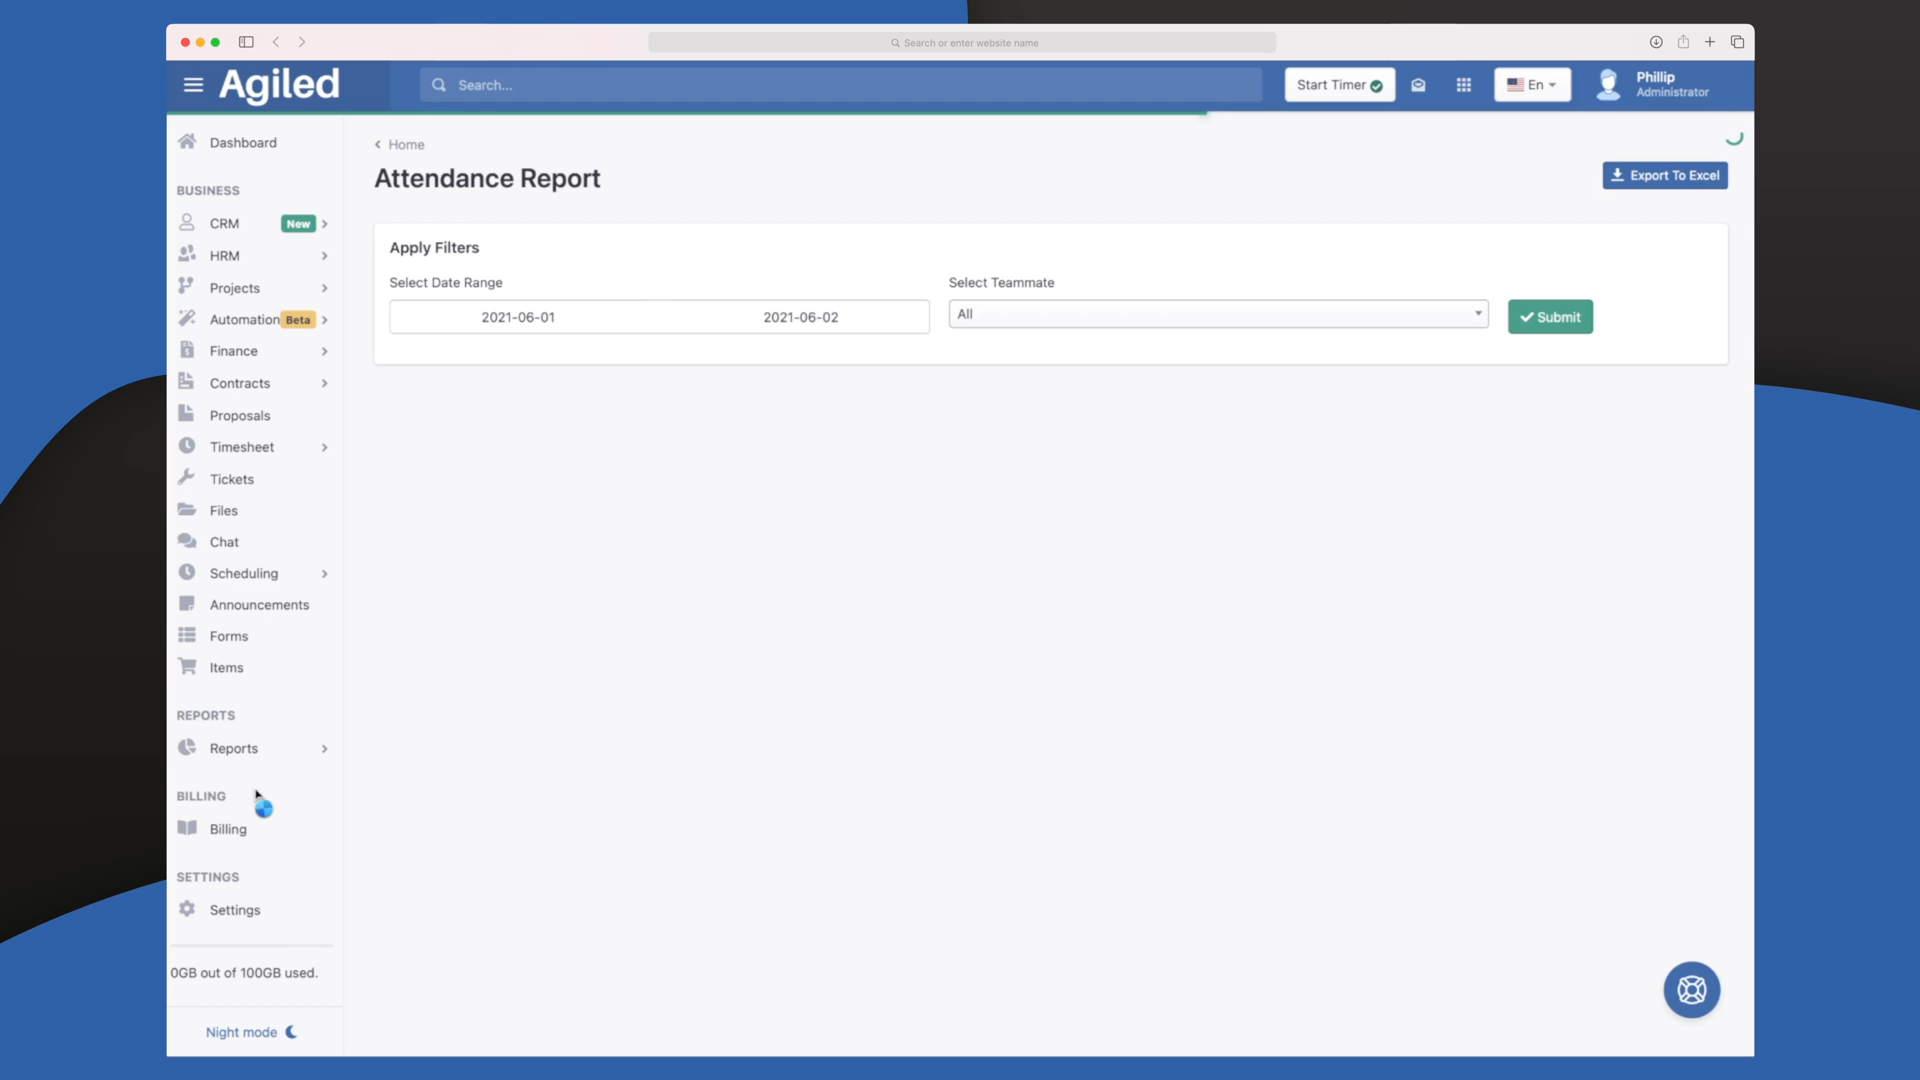 Search or enter website name
Agiled
Search...
Start Timer
En
Phillip
Administrator
Dashboard
BUSINESS
CRM New
HRM
Projects
Automation Beta
Finance
Contracts
Proposals
Timesheet
Tickets
Files
Chat
Scheduling
Announcements
Forms
Items
REPORTS
Reports
BILLING
Billing
SETTINGS
Settings
0GB out of 100GB used.
Night mode
Home
Attendance Report
Export To Excel
Apply Filters
Select Date Range
2021-06-01 2021-06-02
Select Teammate
All
Submit